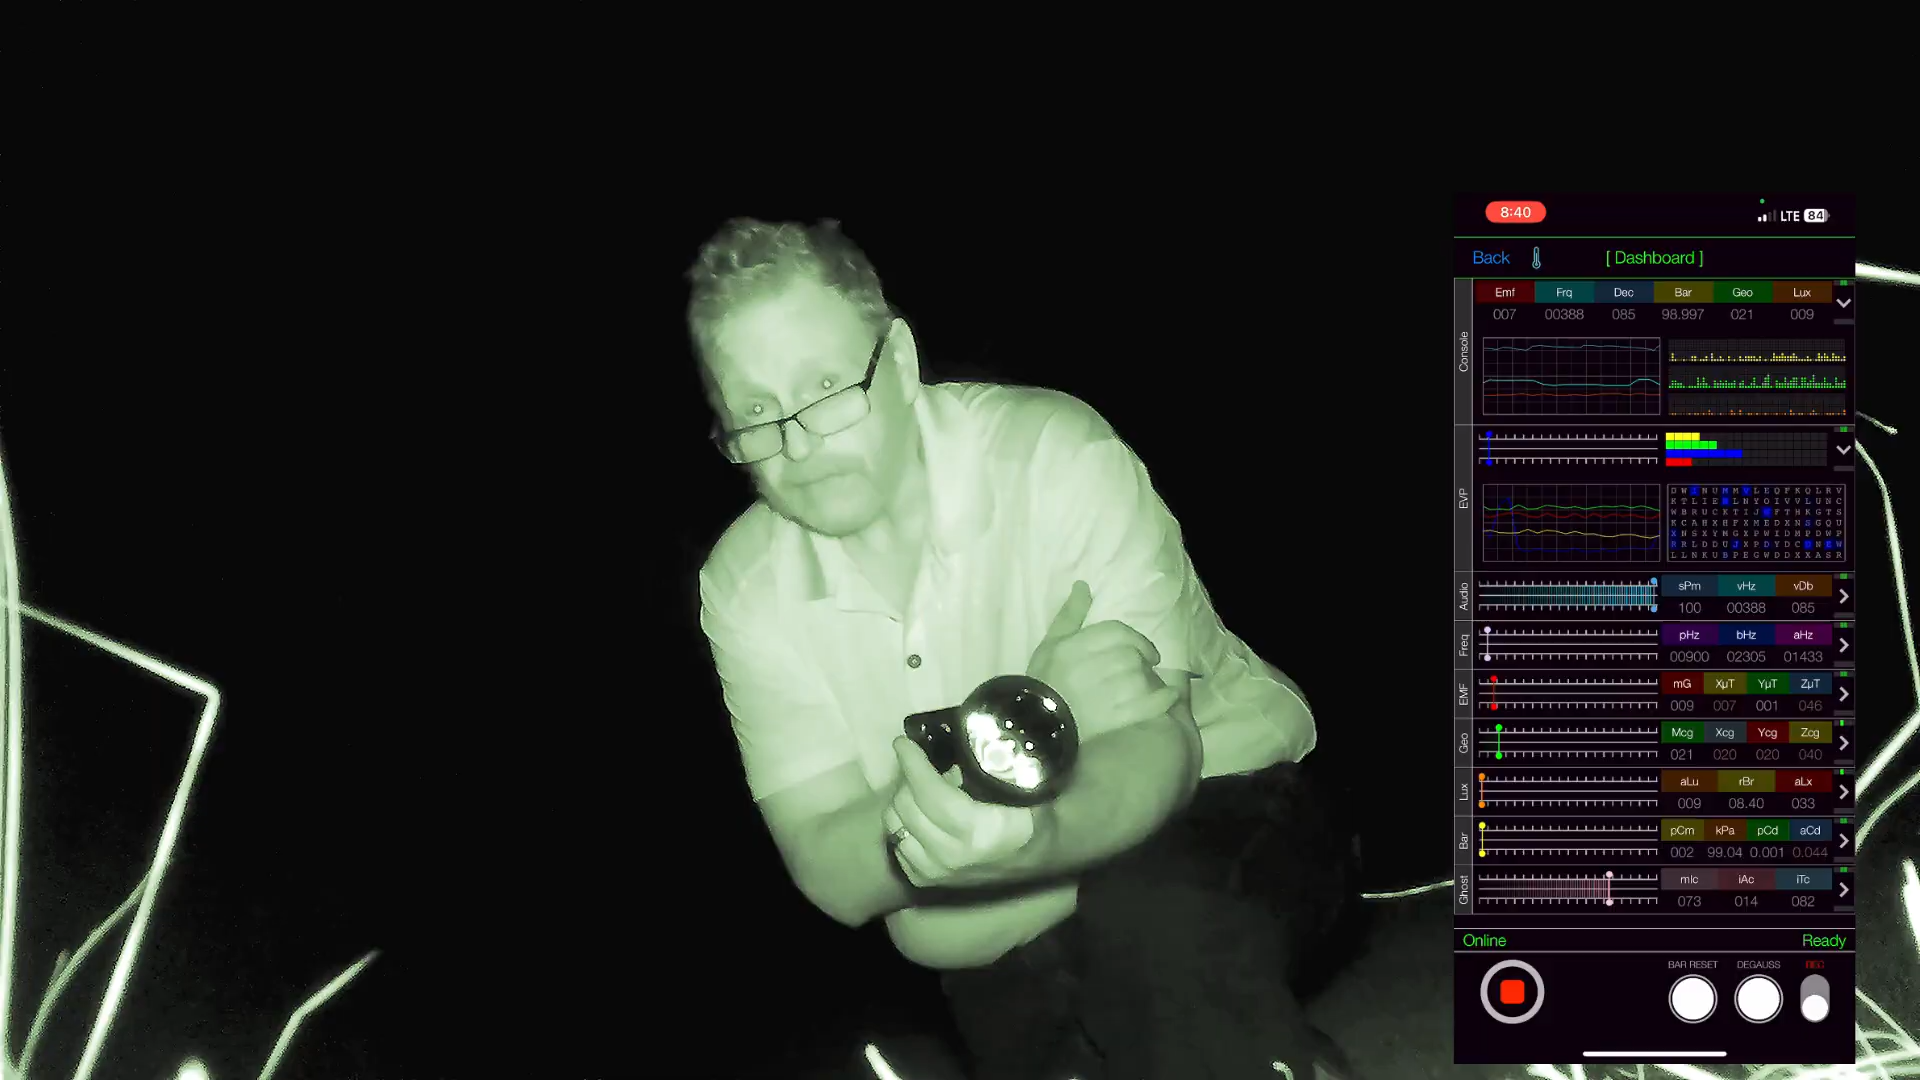 8:40 LTE 84
Back [ Dashboard ]
Console
Emf Frq Dec Bar Geo Lux
007 00388 085 98.997 021 009
EVP
Audio
sPm vHz vDb
100 00388 085
Freq
pHz bHz aHz
00900 02305 01433
EMF
mG XµT YµT ZµT
009 007 001 046
Geo
Mcg Xcg Ycg Zcg
021 020 020 040
Lux
aLu rBr aLx
009 08.40 033
Bar
pCm kPa pCd aCd
002 99.04 0.001 0.044
Ghost
mIc iAc iTc
073 014 082
Online Ready
BAR RESET DEGAUSS REC